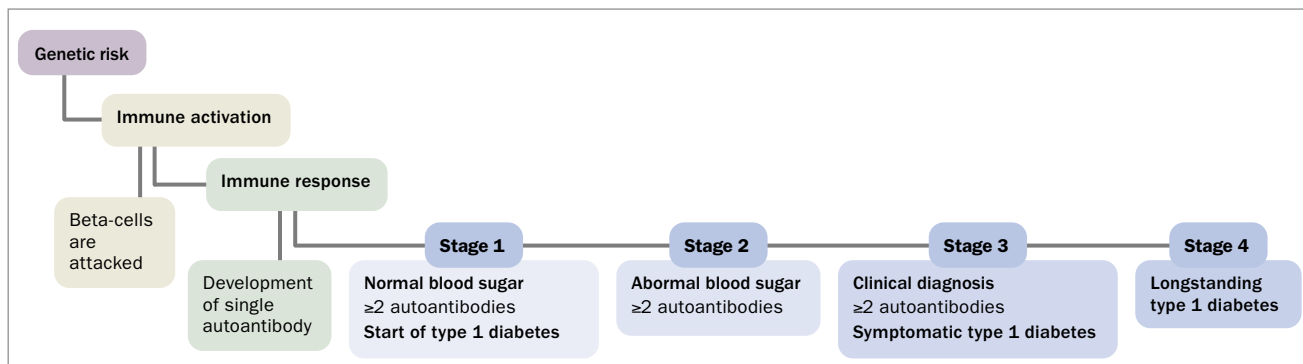 Genetic risk
Immune activation
Beta-cells
are
attacked
Immune response
Development
of single
autoantibody
Stage 1
Normal blood sugar
≥2 autoantibodies
Start of type 1 diabetes
Stage 2
Abormal blood sugar
≥2 autoantibodies
Stage 3
Clinical diagnosis
≥2 autoantibodies
Symptomatic type 1 diabetes
Stage 4
Longstanding
type 1 diabetes